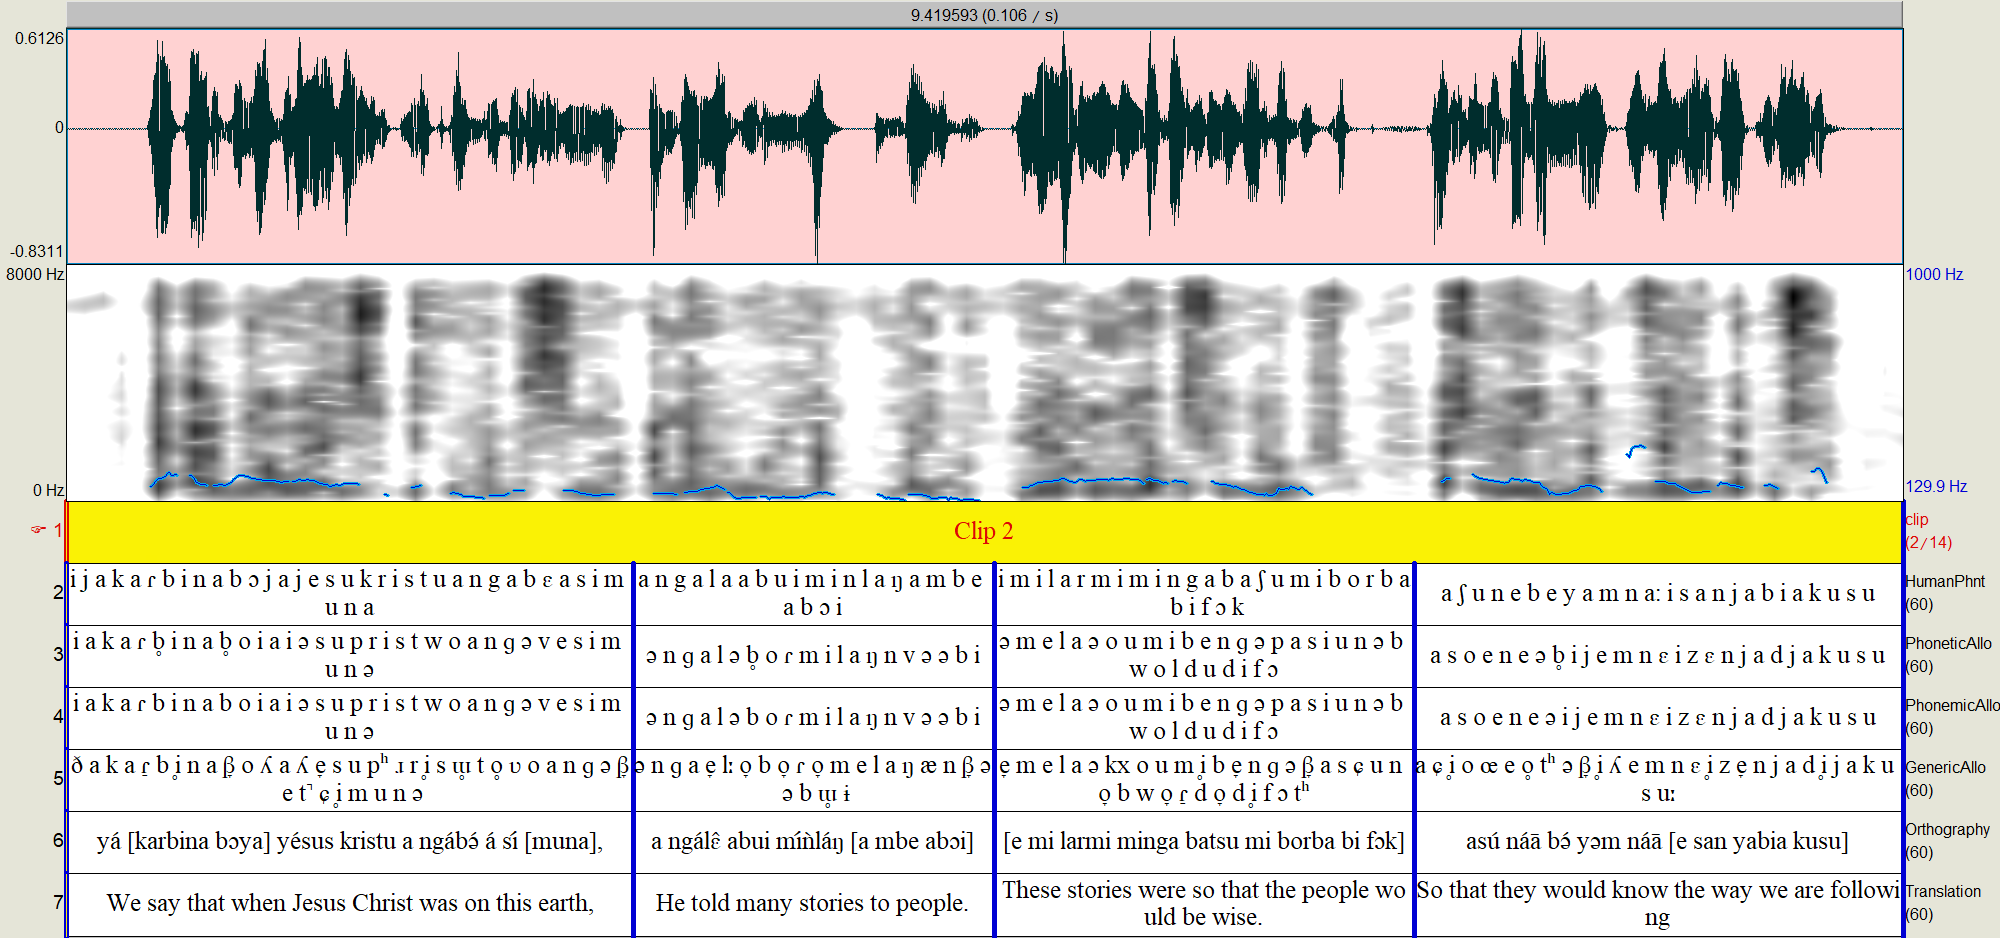 9.419593 (0.106 / s)
0.6126
0
-0.8311
8000 Hz
1000 Hz
0 Hz
129.9 Hz
☞ 1
Clip 2
clip
(2/14)
2
i j a k a ɾ b i n a b ɔ j a j e s u k r i s t u a n g a b ɛ a s i m
u n a
a n g a l a a b u i m i n l a ŋ a m b e
a b ɔ i
i m i l a r m i m i n g a b a ʃ u m i b o r b a
b i f ɔ k
a ʃ u n e b e y a m n a: i s a n j a b i a k u s u
HumanPhnt
(60)
3
i a k a ɾ b̥ i n a b̥ o i a i ə s u p r i s t w o a n ɡ ə v e s i m
u n ə
ə n ɡ a l ə b̥ o ɾ m i l a ŋ n v ə ə b i
ə m e l a ə o u m i b e n ɡ ə p a s i u n ə b
w o l d u d i f ɔ
a s o e n e ə b̥ i j e m n ɛ i z ɛ n j a d j a k u s u
PhoneticAllo
(60)
4
i a k a ɾ b i n a b o i a i ə s u p r i s t w o a n ɡ ə v e s i m
u n ə
ə n ɡ a l ə b o ɾ m i l a ŋ n v ə ə b i
ə m e l a ə o u m i b e n ɡ ə p a s i u n ə b
w o l d u d i f ɔ
a s o e n e ə i j e m n ɛ i z ɛ n j a d j a k u s u
PhonemicAllo
(60)
5
ð a k a ɾ̠ b i̥ n a β̞ o ʎ a ʎ e̞ s u pʰ ɹ r i̥ s ɯ̥ t o̞ ʋ o a n ɡ ə β̞
e t˺ ɕ̞ i̥ m u n ə
ə n ɡ a e̞ l: o̞ b o̞ ɾ o̞ m e l a ŋ æ n β̞ ə
ə b ɯ̥ ɨ
e̞ m e l a ə kx o u m i̥ b e̞ n ɡ ə β̞ a s ɕ̞ u n
o̞ b w o̞ ɾ̠ d o̞ d i̥ f ɔ tʰ
a ɕ̞ i̥ o œ e o̞ tʰ ə β̞ i̥ ʎ e m n ɛ i̥ z e̞ n j a d i̥ j a k u
s u:
GenericAllo
(60)
6
yá [karbina bɔya] yésus kristu a ngábə́ á sí [muna],
a ngálɛ̂ abui míǹláŋ [a mbe abɔi]
[e mi larmi minga batsu mi borba bi fɔk]
asú náā bə́ yəm náā [e san yabia kusu]
Orthography
(60)
7
We say that when Jesus Christ was on this earth,
He told many stories to people.
These stories were so that the people wo
uld be wise.
So that they would know the way we are followi
ng
Translation
(60)